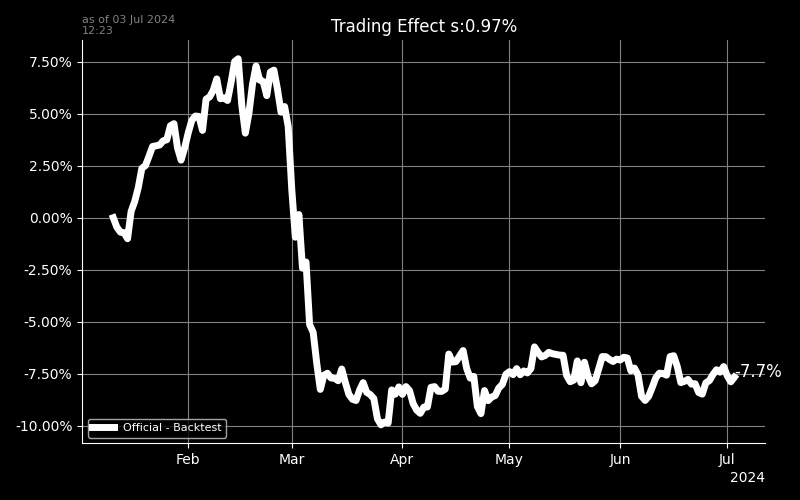 as of 03 Jul 2024
12:23
Trading Effect s:0.97%
7.50%
5.00%
2.50%
0.00%
-2.50%
-5.00%
-7.50%
-10.00%
-7.7%
Official - Backtest
Feb Mar Apr May Jun Jul
2024